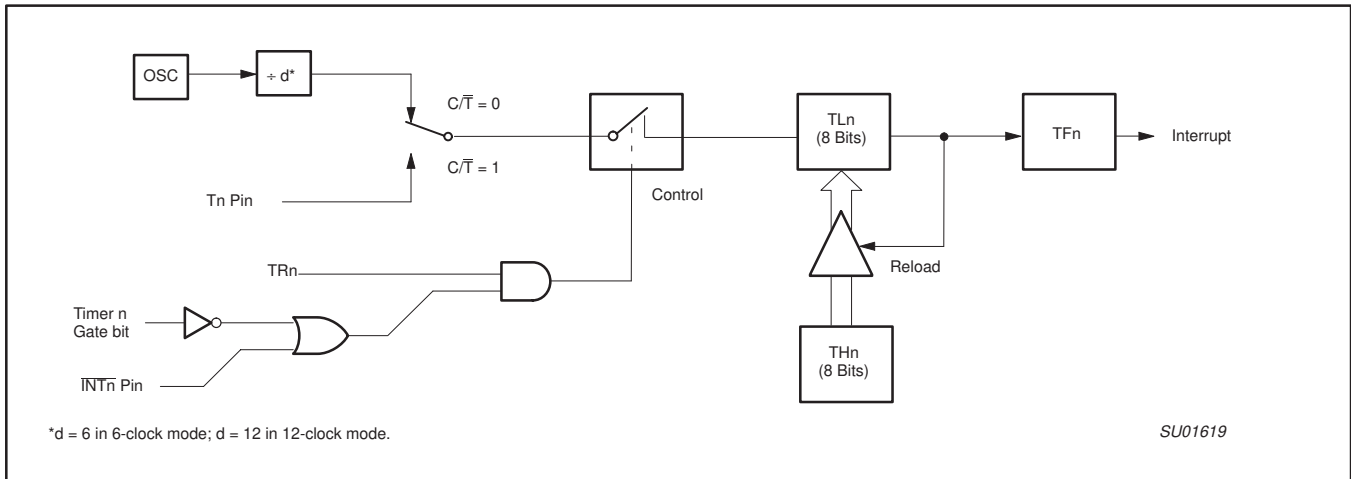 OSC
÷ d*
C/T̅ = 0
C/T̅ = 1
Tn Pin
Control
TLn
(8 Bits)
TFn
Interrupt
Reload
TRn
Timer n
Gate bit
I̅N̅T̅n̅ Pin
THn
(8 Bits)
*d = 6 in 6-clock mode; d = 12 in 12-clock mode.
SU01619